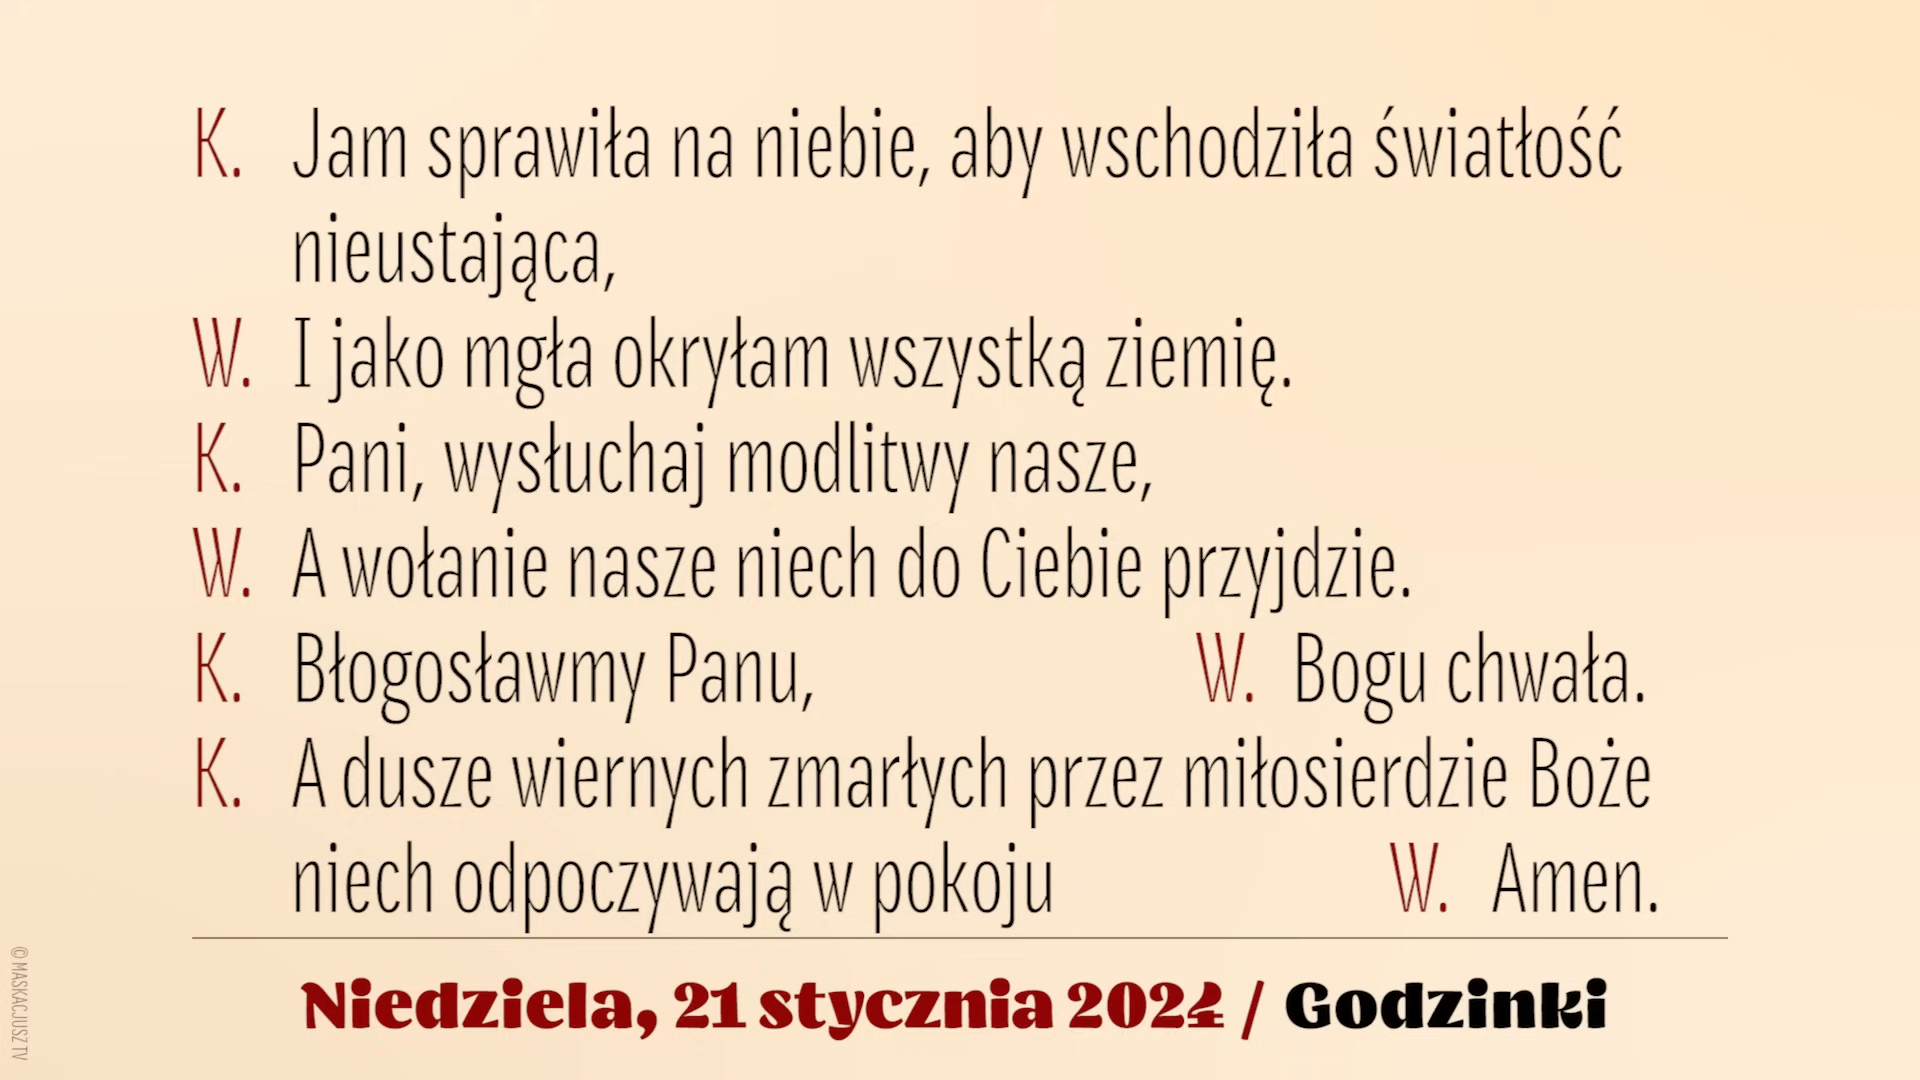 K. Jam sprawiła na niebie, aby wschodziła światłość
nieustająca,
W. I jako mgła okryłam wszystką ziemię.
K. Pani, wysłuchaj modlitwy nasze,
W. A wołanie nasze niech do Ciebie przyjdzie.
K. Błogosławmy Panu, W. Bogu chwała.
K. A dusze wiernych zmarłych przez miłosierdzie Boże
niech odpoczywają w pokoju W. Amen.
Niedziela, 21 stycznia 2024 / Godzinki
© MASKACJUSZ TV